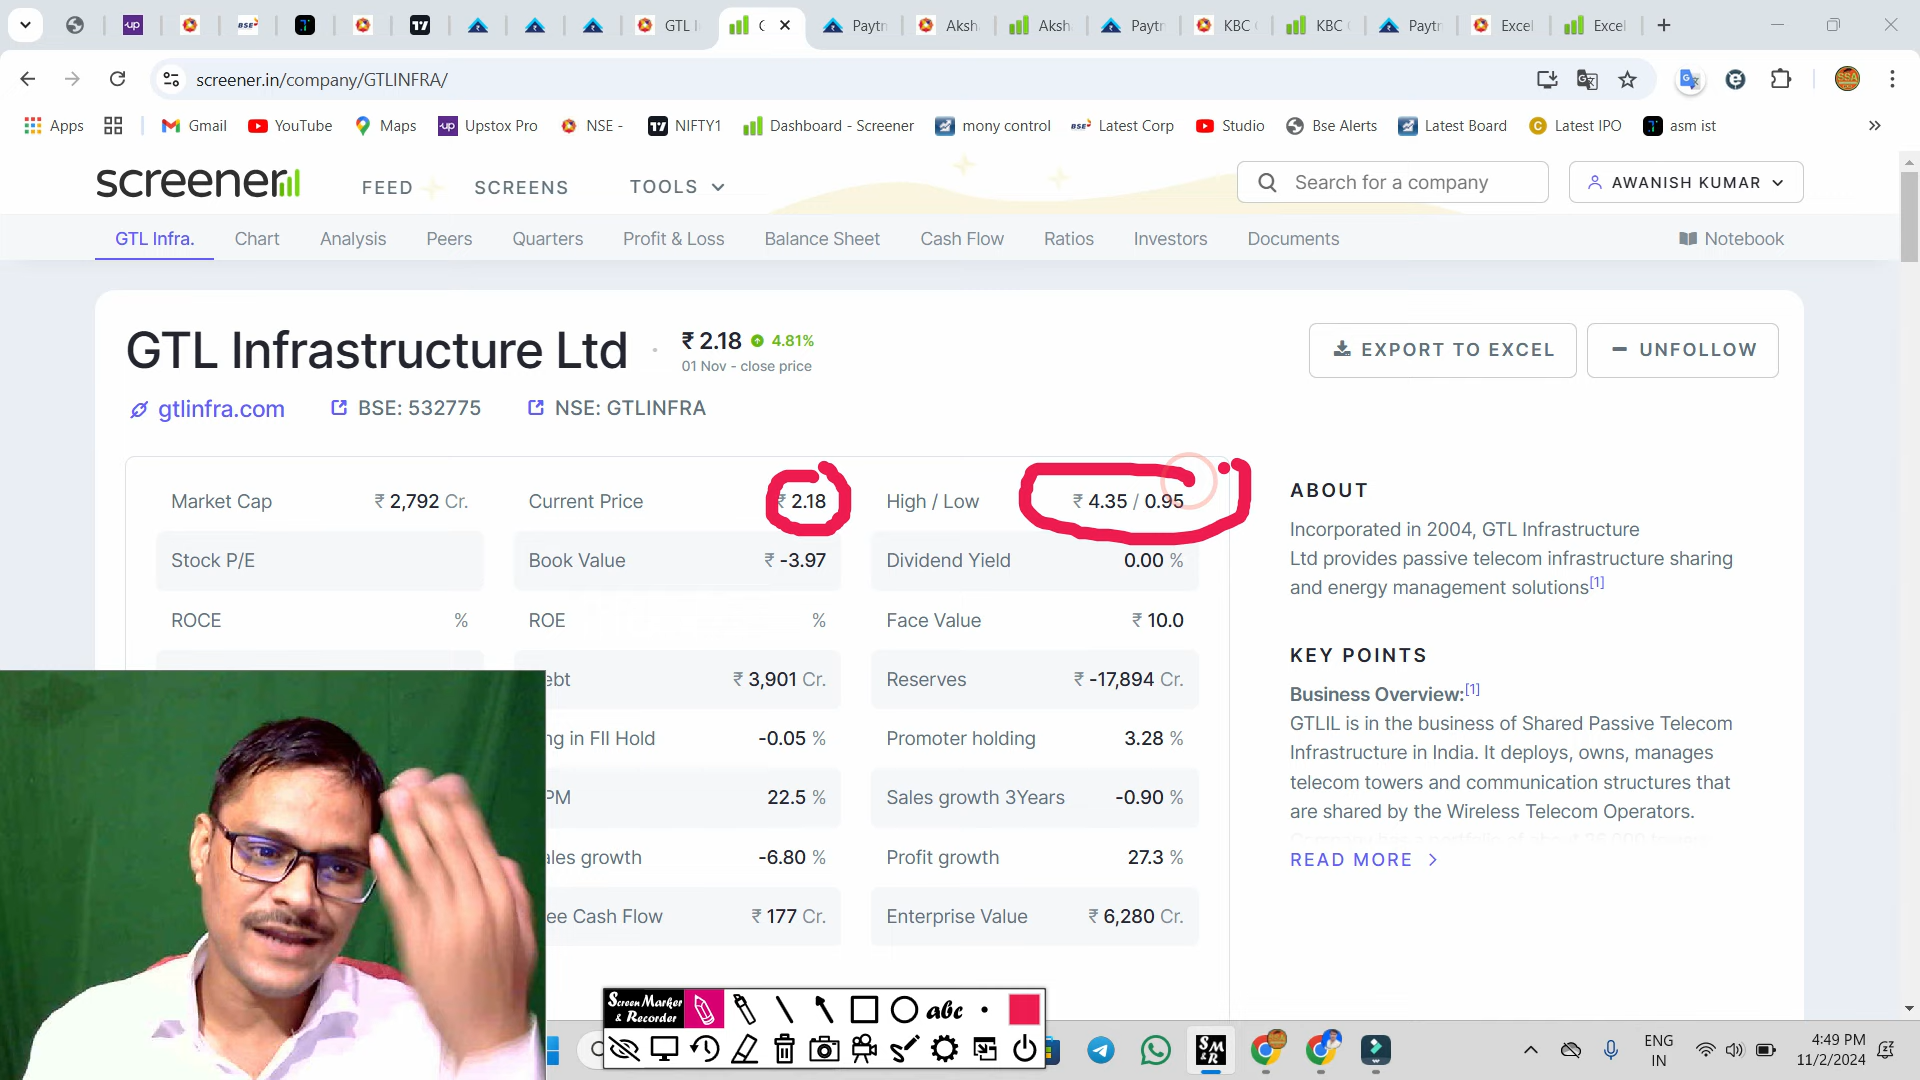 GTL I
Paytn
Aksh
Aksh
Paytr
KBC
KBC
Paytr
Excel
Excel
screener.in/company/GTLINFRA/
Apps
Gmail
YouTube
Maps
Upstox Pro
NSE -
NIFTY1
Dashboard - Screener
mony control
Latest Corp
Studio
Bse Alerts
Latest Board
Latest IPO
asm ist
screener
FEED
SCREENS
TOOLS
Search for a company
AWANISH KUMAR
GTL Infra.
Chart
Analysis
Peers
Quarters
Profit & Loss
Balance Sheet
Cash Flow
Ratios
Investors
Documents
Notebook
GTL Infrastructure Ltd
₹ 2.18 4.81%
01 Nov - close price
EXPORT TO EXCEL
UNFOLLOW
gtlinfra.com
BSE: 532775
NSE: GTLINFRA
Market Cap ₹ 2,792 Cr.
Current Price ₹ 2.18
High / Low ₹ 4.35 / 0.95
Stock P/E
Book Value ₹ -3.97
Dividend Yield 0.00 %
ROCE %
ROE %
Face Value ₹ 10.0
ebt ₹ 3,901 Cr.
Reserves ₹ -17,894 Cr.
ng in FII Hold -0.05 %
Promoter holding 3.28 %
PM 22.5 %
Sales growth 3Years -0.90 %
ales growth -6.80 %
Profit growth 27.3 %
ee Cash Flow ₹ 177 Cr.
Enterprise Value ₹ 6,280 Cr.
ABOUT
Incorporated in 2004, GTL Infrastructure
Ltd provides passive telecom infrastructure sharing
and energy management solutions[1]
KEY POINTS
Business Overview:[1]
GTLIL is in the business of Shared Passive Telecom
Infrastructure in India. It deploys, owns, manages
telecom towers and communication structures that
are shared by the Wireless Telecom Operators.
READ MORE
Screen Marker
& Recorder
abc
SM
&R
ENG
IN
4:49 PM
11/2/2024